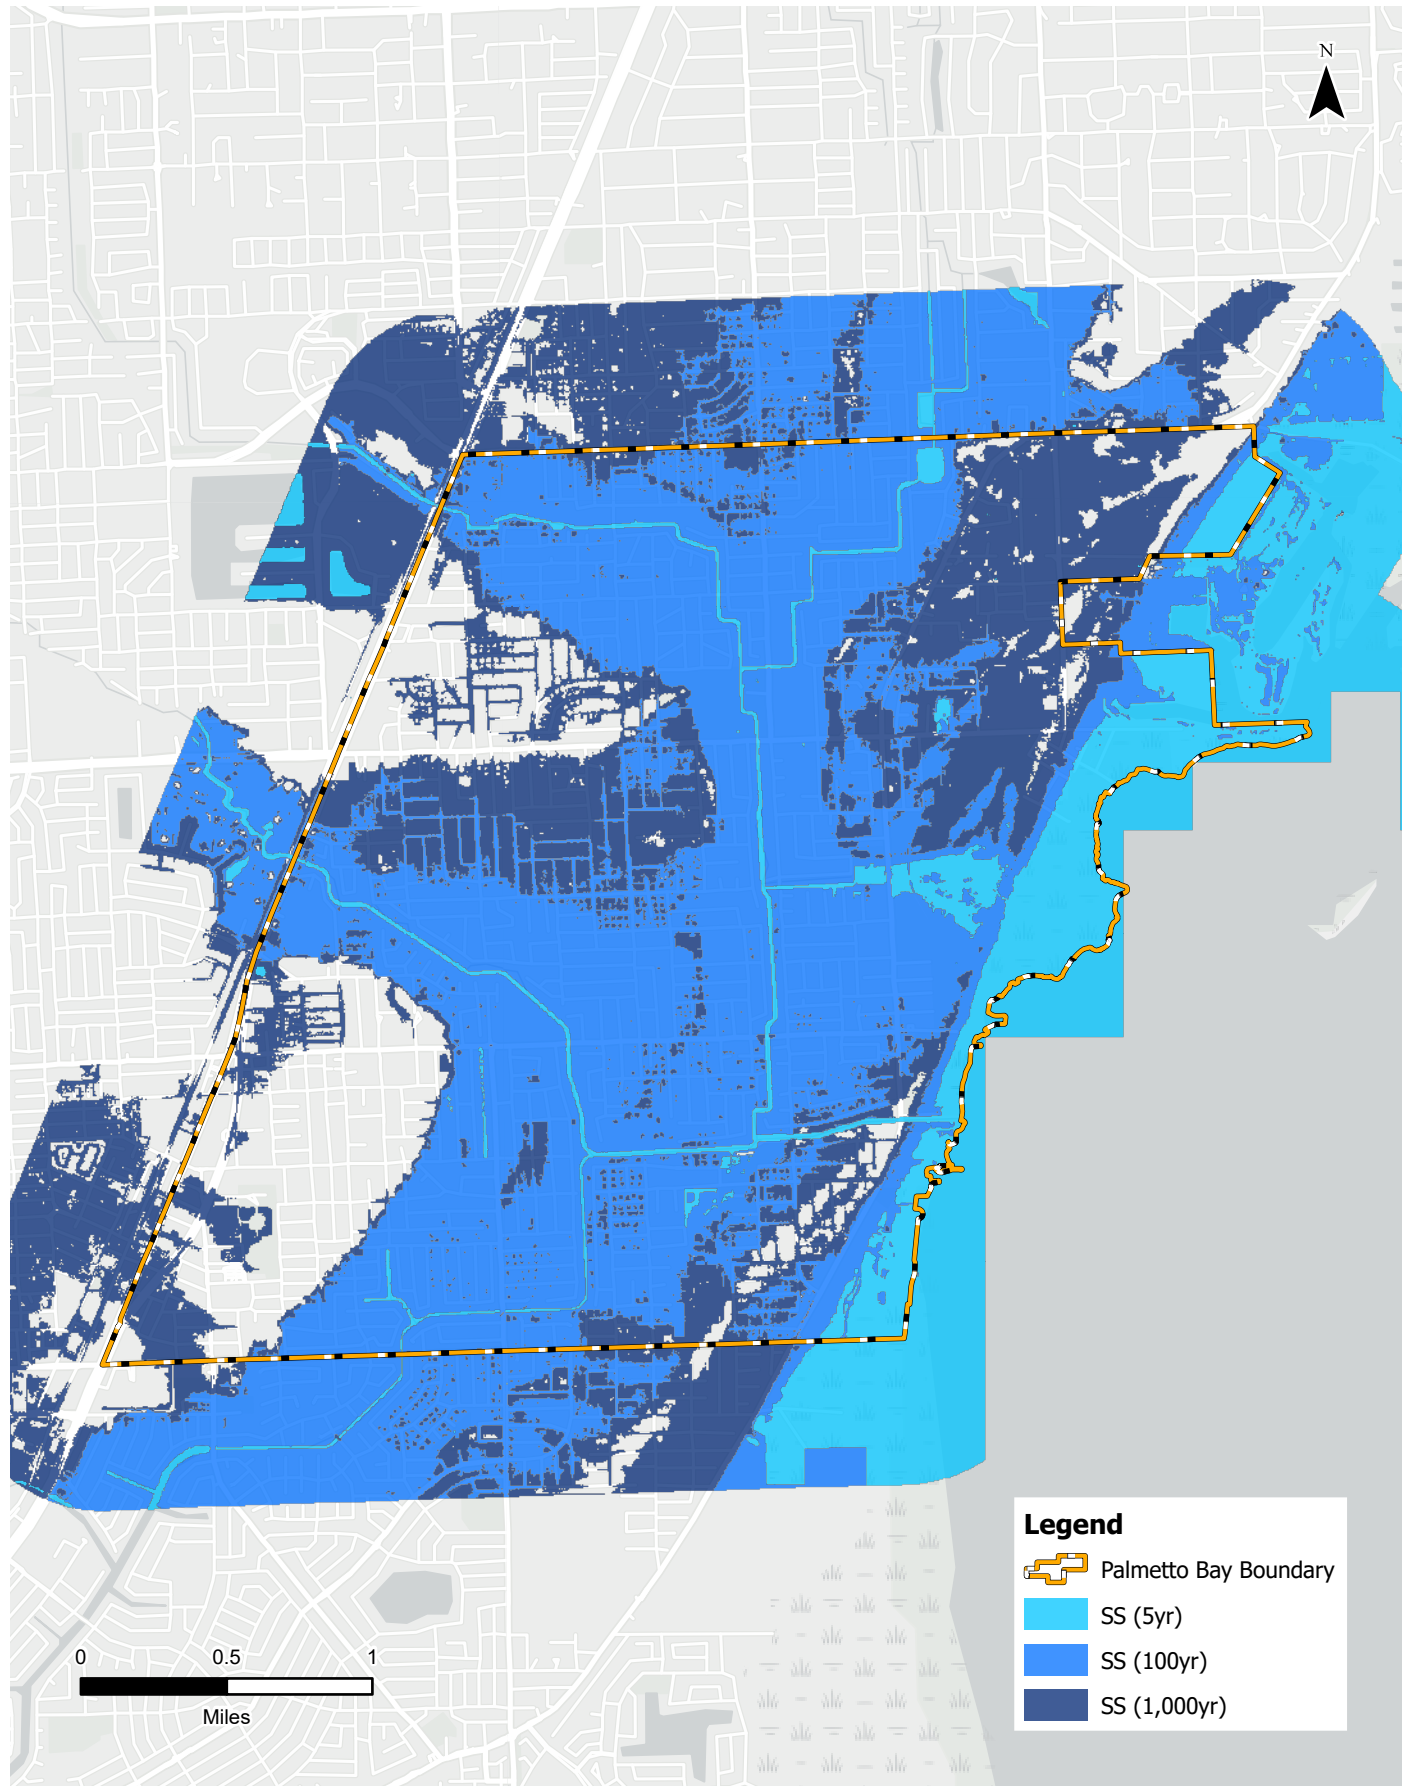 N
Legend
Palmetto Bay Boundary
SS (5yr)
SS (100yr)
SS (1,000yr)
0 0.5 1
Miles